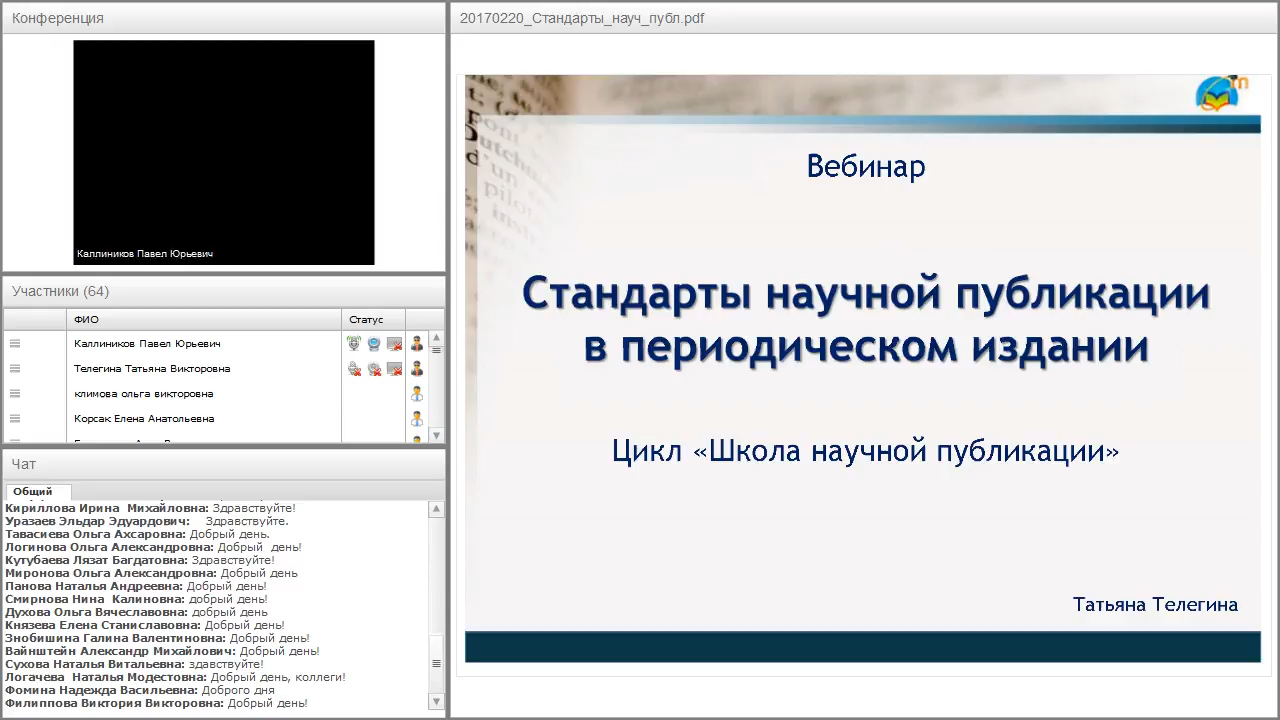 Конференция
Каллиников Павел Юрьевич
Участники (64)
ФИО Статус
Каллиников Павел Юрьевич
Телегина Татьяна Викторовна
климова ольга викторовна
Корсак Елена Анатольевна
Чат
Общий
Кириллова Ирина Михайловна: Здравствуйте!
Уразаев Эльдар Эдуардович: Здравствуйте.
Тавасиева Ольга Ахсаровна: Добрый день.
Логинова Ольга Александровна: Добрый день!
Кутубаева Лязат Багдатовна: Здравствуйте!
Миронова Ольга Александровна: Добрый день
Панова Наталья Андреевна: Добрый день!
Смирнова Нина Калиновна: добрый день!
Духова Ольга Вячеславовна: добрый день
Князева Елена Станиславовна: Добрый день!
Знобишина Галина Валентиновна: Добрый день!
Вайнштейн Александр Михайлович: Добрый день!
Сухова Наталья Витальевна: здавствуйте!
Логачева Наталья Модестовна: Добрый день, коллеги!
Фомина Надежда Васильевна: Доброго дня
Филиппова Виктория Викторовна: Добрый день!
20170220_Стандарты_науч_публ.pdf
Вебинар
Стандарты научной публикации
в периодическом издании
Цикл «Школа научной публикации»
Татьяна Телегина